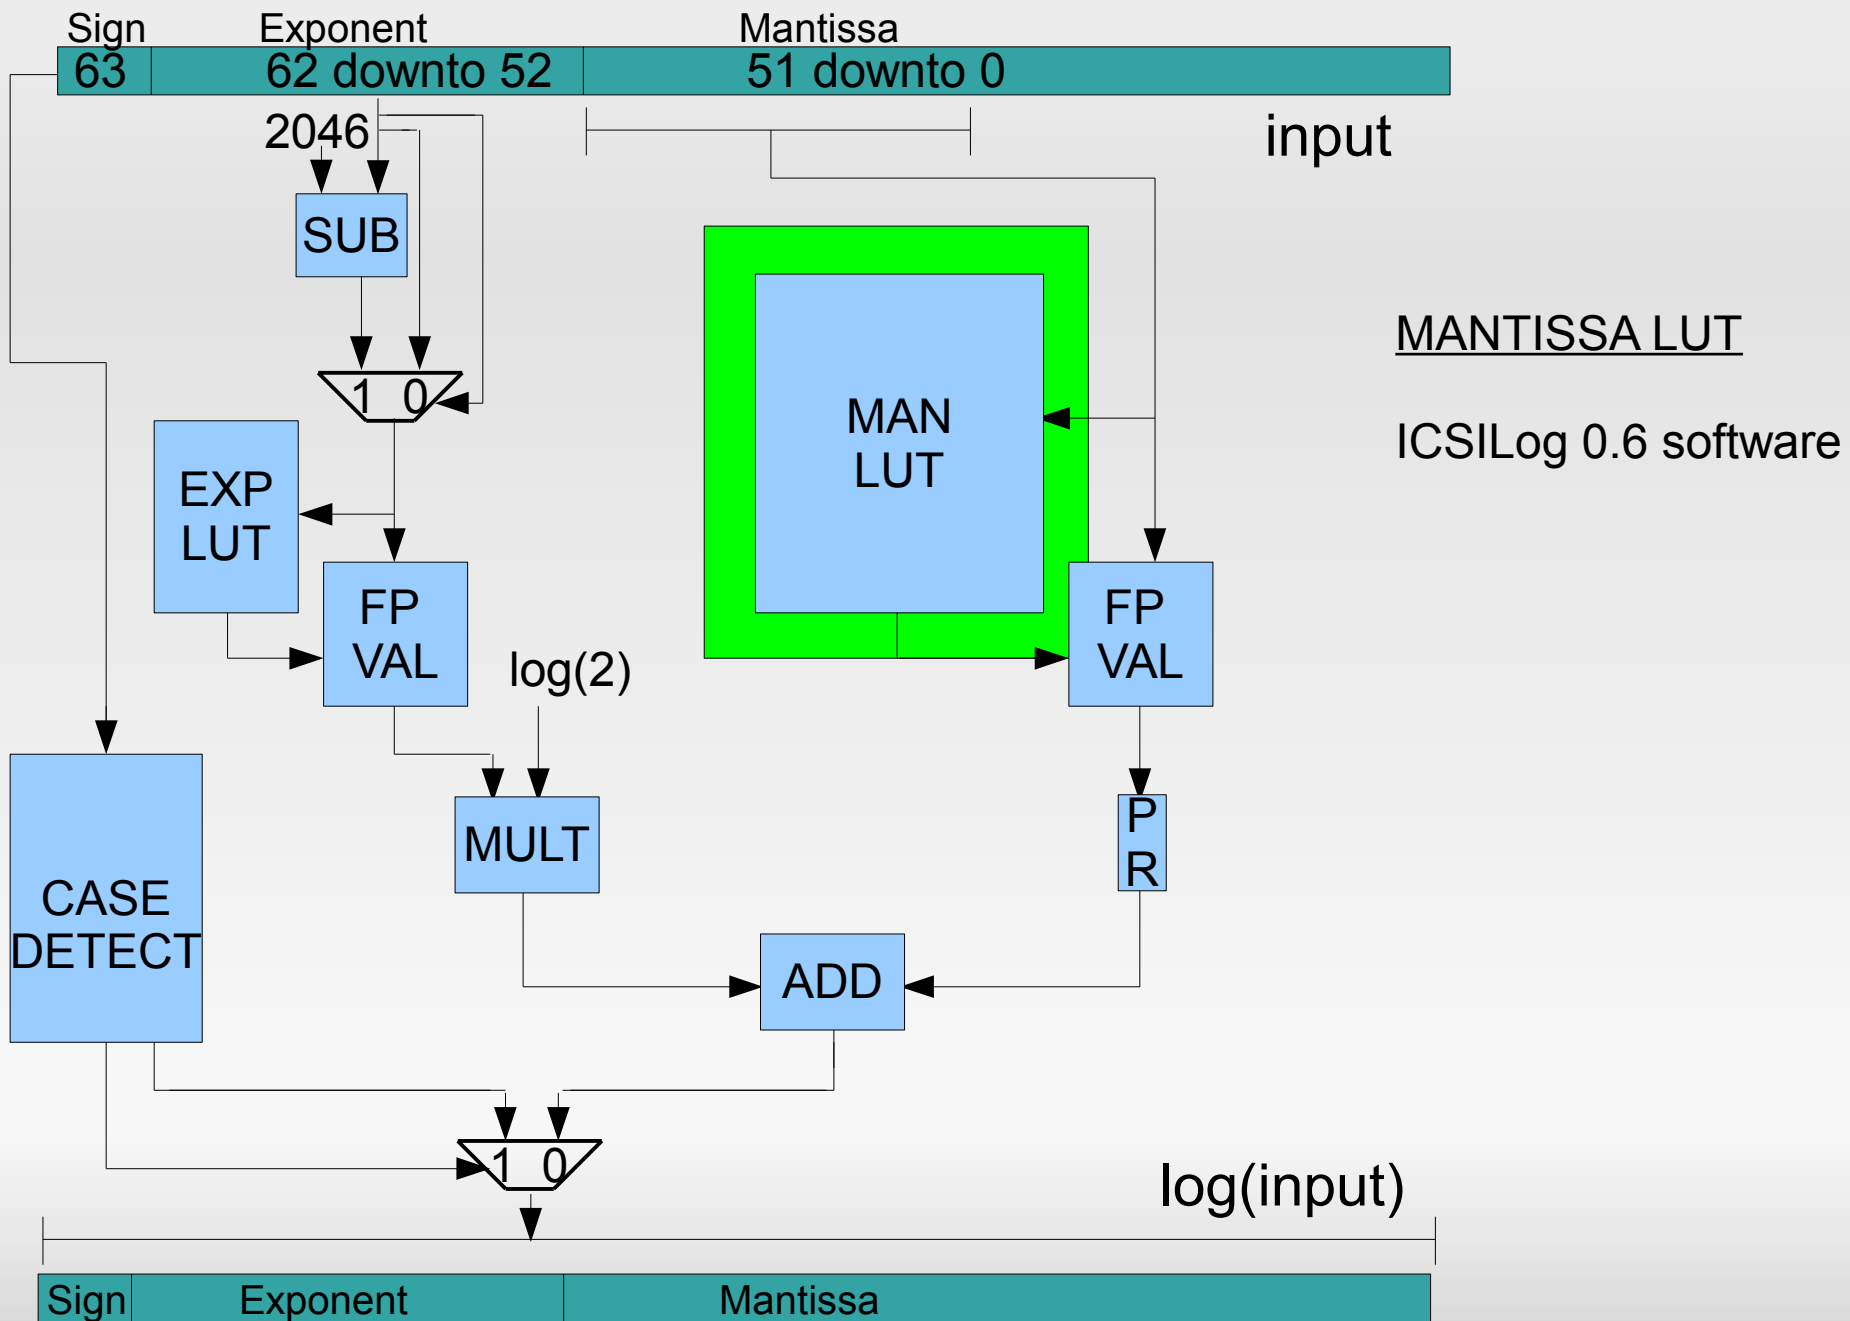 Sign Exponent Mantissa
63 62 downto 52 51 downto 0
2046
input
SUB
MANTISSA LUT
1 0
MAN
LUT
ICSILog 0.6 software
EXP
LUT
FP
VAL
FP
VAL
log(2)
P
R
MULT
CASE
DETECT
ADD
1 0
log(input)
Sign Exponent Mantissa